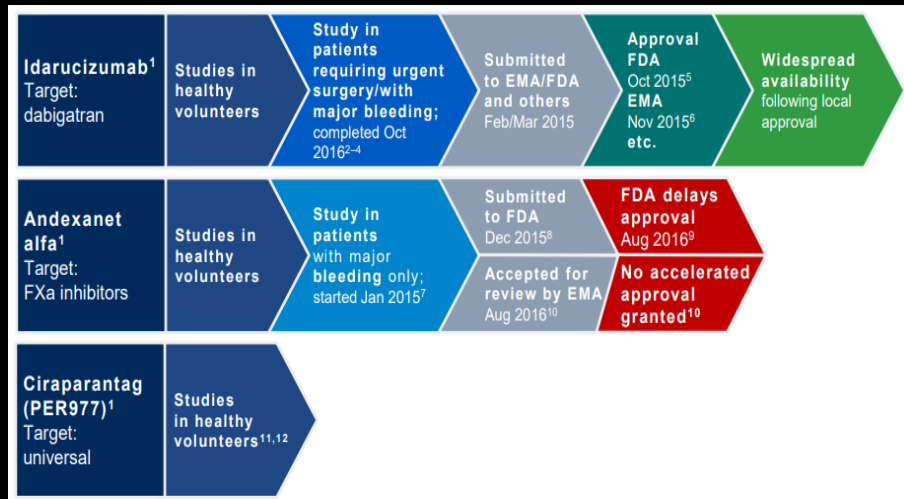 Idarucizumab¹
Target:
dabigatran
Studies in
healthy
volunteers
Study in
patients
requiring urgent
surgery/with
major bleeding;
completed Oct
2016²⁻⁴
Submitted
to EMA/FDA
and others
Feb/Mar 2015
Approval
FDA
Oct 2015⁵
EMA
Nov 2015⁶
etc.
Widespread
availability
following local
approval
Andexanet
alfa¹
Target:
FXa inhibitors
Studies in
healthy
volunteers
Study in
patients
with major
bleeding only;
started Jan 2015⁷
Submitted
to FDA
Dec 2015⁸
FDA delays
approval
Aug 2016⁹
Accepted for
review by EMA
Aug 2016¹⁰
No accelerated
approval
granted¹⁰
Ciraparantag
(PER977)¹
Target:
universal
Studies
in healthy
volunteers¹¹,¹²